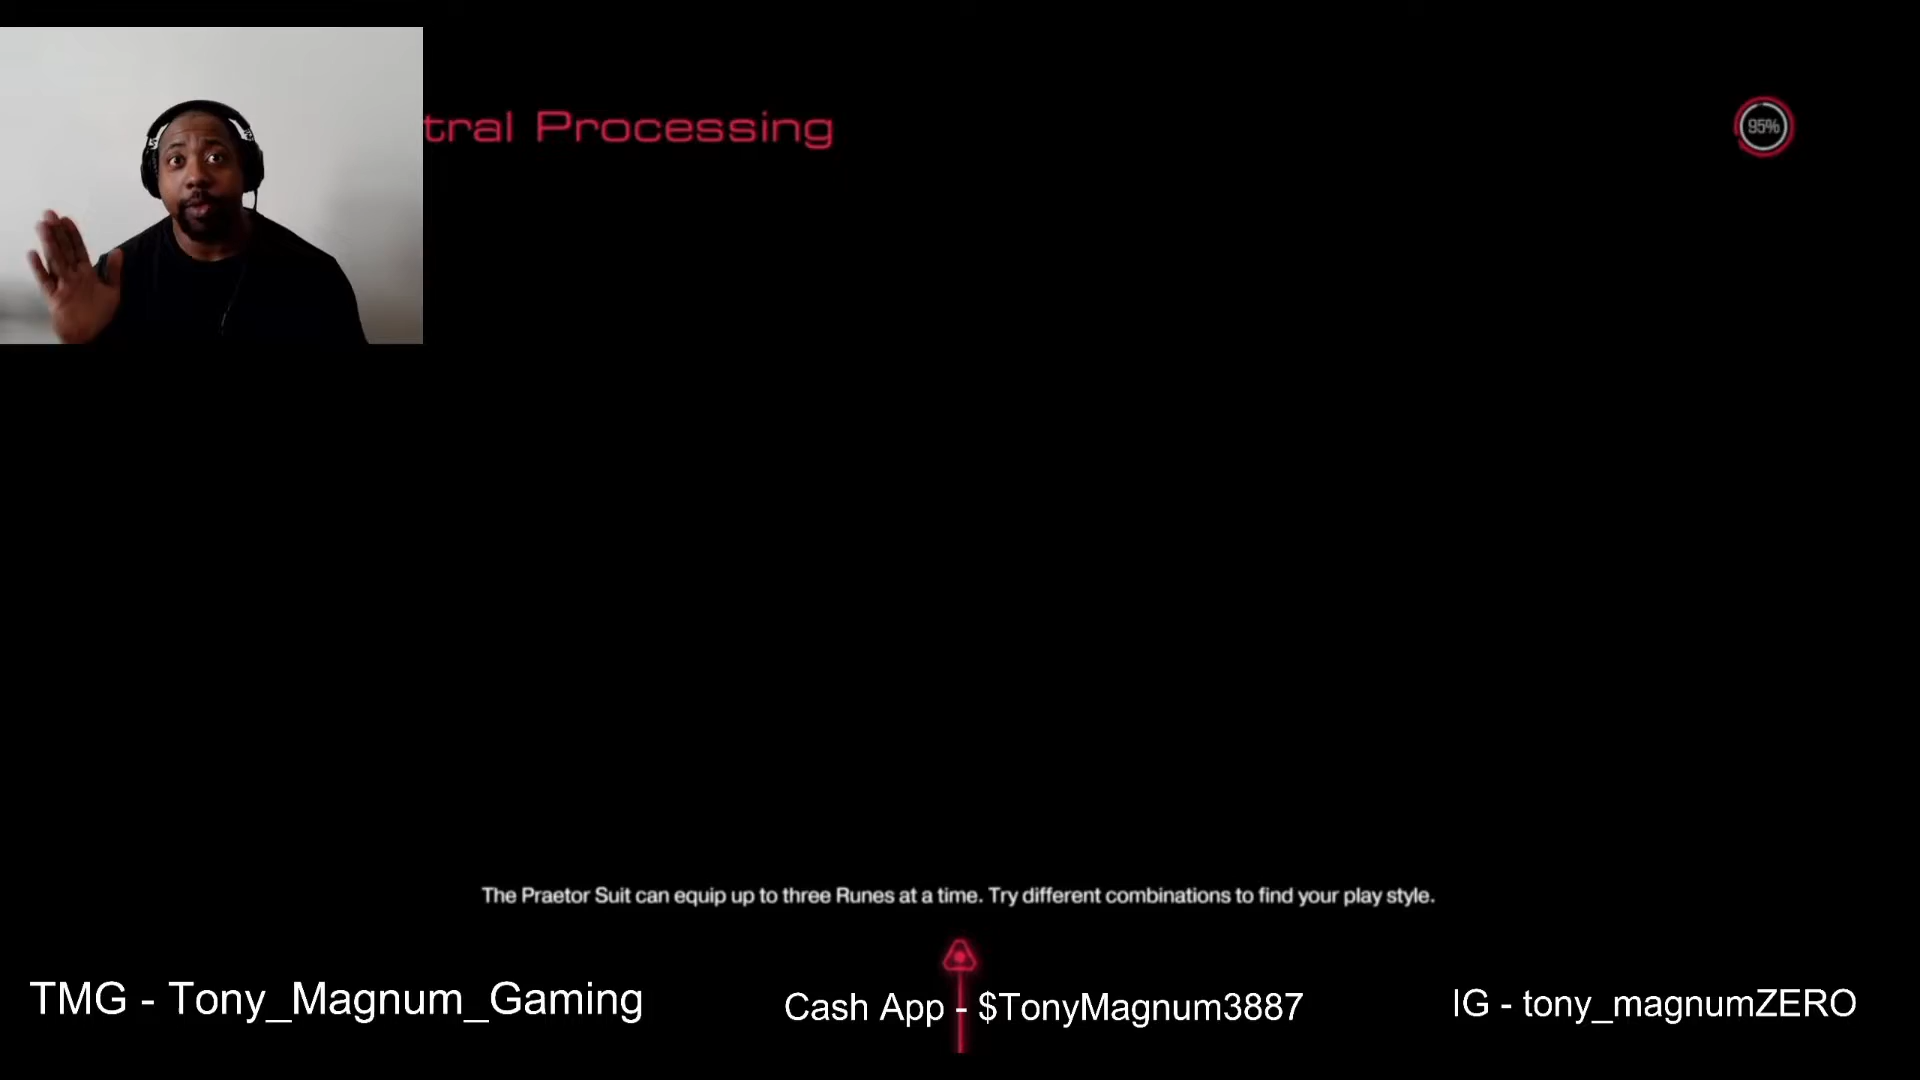 tral Processing
95%
The Praetor Suit can equip up to three Runes at a time. Try different combinations to find your play style.
TMG - Tony_Magnum_Gaming
Cash App - $TonyMagnum3887
IG - tony_magnumZERO